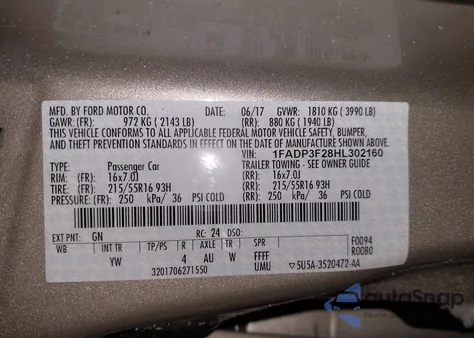 MFD. BY FORD MOTOR CO. 06/17 GVWR: 1810 KG ( 3990 LB)
GAWR: (FR): 972 KG ( 2143 LB) (RR): 880 KG ( 1940 LB)
THIS VEHICLE CONFORMS TO ALL APPLICABLE FEDERAL MOTOR VEHICLE SAFETY, BUMPER,
AND THEFT PREVENTION STANDARDS IN EFFECT ON THE DATE OF MANUFACTURE SHOWN ABOVE.
VIN: 1FADP3F28HL302160
TYPE: Passenger Car TRAILER TOWING - SEE OWNER GUIDE
RIM: (FR): 16x7.0J (RR): 16x7.0J
TIRE: (FR): 215/55R16 93H (RR): 215/55R16 93H
PRESSURE: (FR): 250 kPa/ 36 PSI COLD (RR): 250 kPa/ 36 PSI COLD
EXT PNT: GN RC: 24 DSO:
WB INT TR TP/PS R AXLE TR SPR F0094
YW 4 AU W FFFF R0080
3201706271550 UMU ▽5U5A-3520472-AA
autoSnap